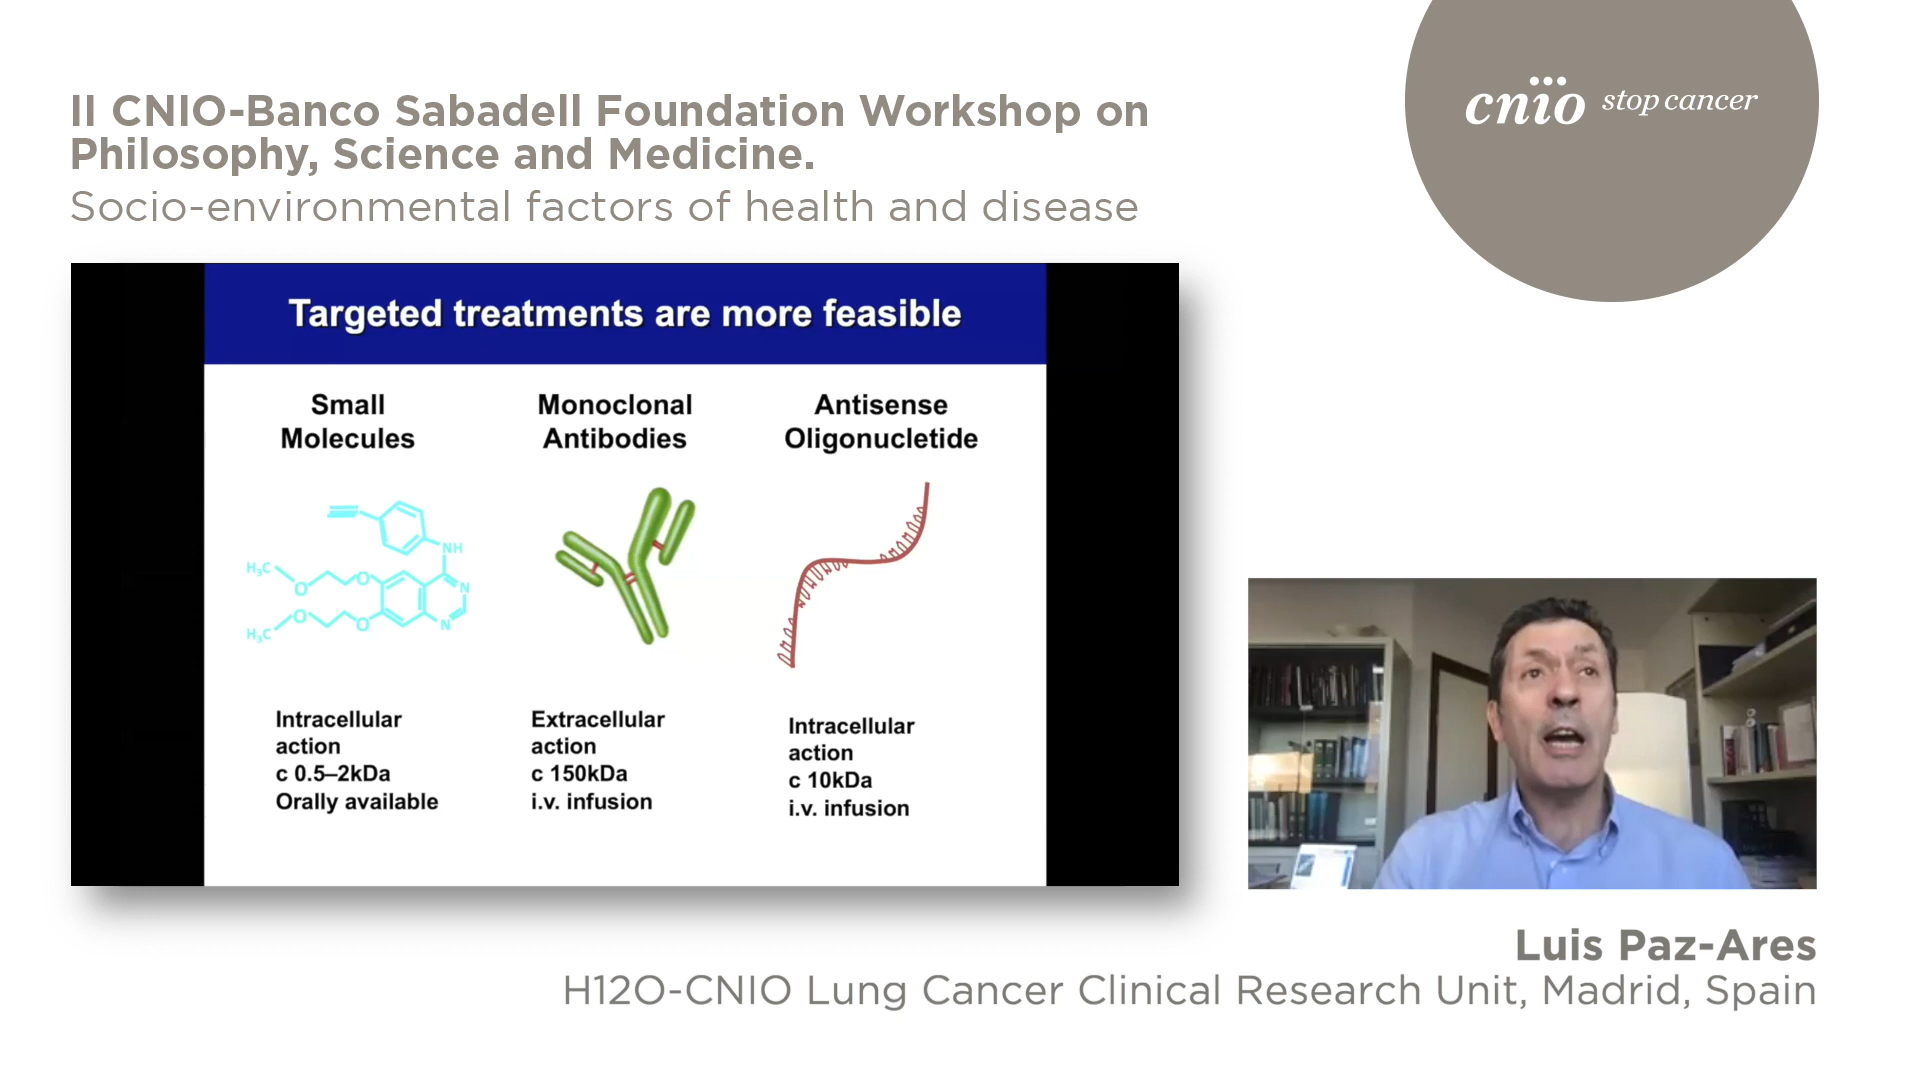 II CNIO-Banco Sabadell Foundation Workshop on
Philosophy, Science and Medicine.
Socio-environmental factors of health and disease
cnio stop cancer
Targeted treatments are more feasible
Small
Molecules
Monoclonal
Antibodies
Antisense
Oligonucletide
NH
H₃C
O
O
N
H₃C
O
O
N
Intracellular
action
c 0.5–2kDa
Orally available
Extracellular
action
c 150kDa
i.v. infusion
Intracellular
action
c 10kDa
i.v. infusion
Luis Paz-Ares
H12O-CNIO Lung Cancer Clinical Research Unit, Madrid, Spain